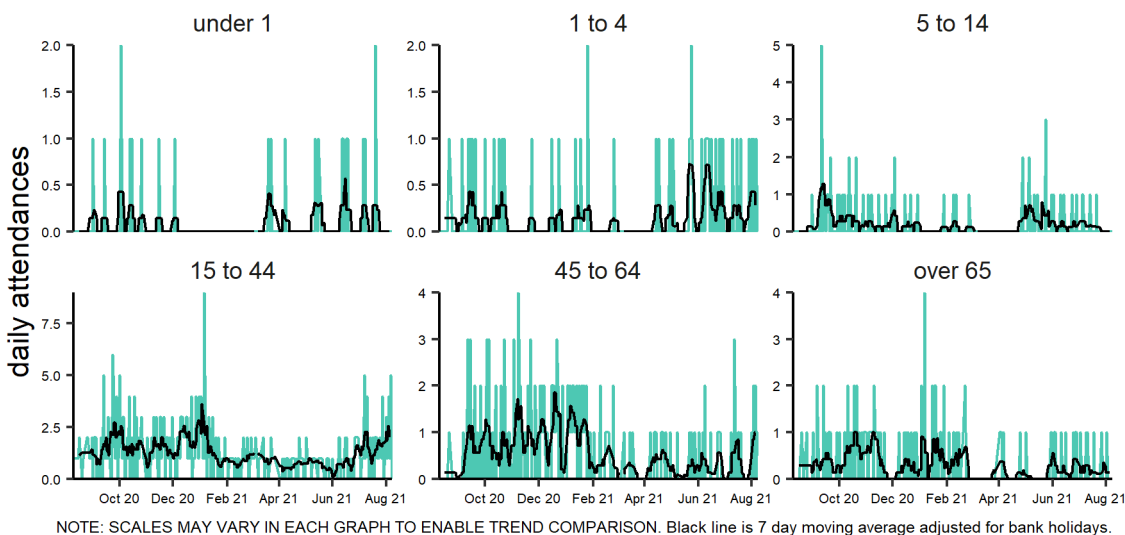 under 1
1 to 4
5 to 14
2.0
1.5
1.0
0.5
0.0
2.0
1.5
1.0
0.5
0.0
5
4
3
2
1
0
daily attendances
15 to 44
45 to 64
over 65
7.5
5.0
2.5
0.0
4
3
2
1
0
4
3
2
1
0
Oct 20 Dec 20 Feb 21 Apr 21 Jun 21 Aug 21
Oct 20 Dec 20 Feb 21 Apr 21 Jun 21 Aug 21
Oct 20 Dec 20 Feb 21 Apr 21 Jun 21 Aug 21
NOTE: SCALES MAY VARY IN EACH GRAPH TO ENABLE TREND COMPARISON. Black line is 7 day moving average adjusted for bank holidays.